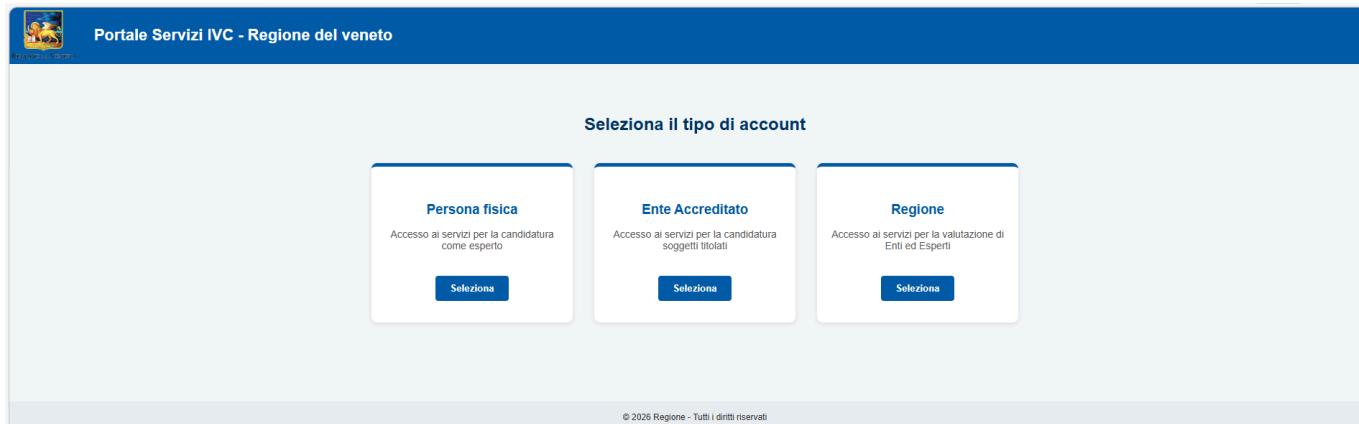 Portale Servizi IVC - Regione del veneto
Seleziona il tipo di account
Persona fisica
Accesso ai servizi per la candidatura
come esperto
Seleziona
Ente Accreditato
Accesso ai servizi per la candidatura
soggetti titolati
Seleziona
Regione
Accesso ai servizi per la valutazione di
Enti ed Esperti
Seleziona
© 2026 Regione - Tutti i diritti riservati